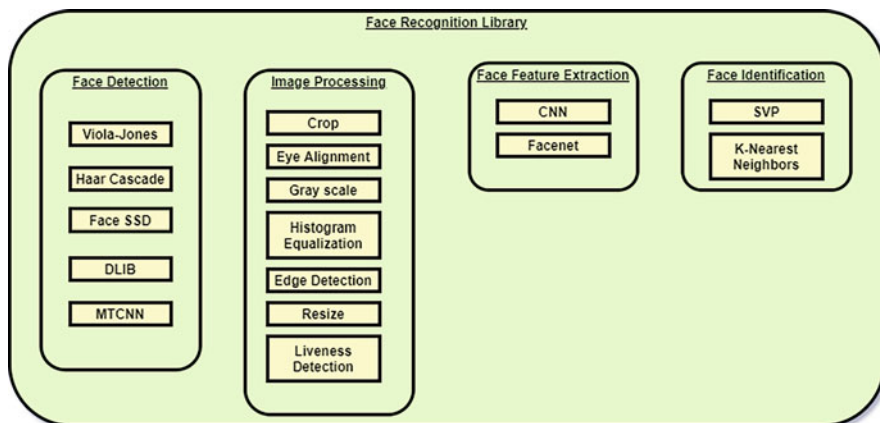 Face Recognition Library
Face Detection
Viola-Jones
Haar Cascade
Face SSD
DLIB
MTCNN
Image Processing
Crop
Eye Alignment
Gray scale
Histogram
Equalization
Edge Detection
Resize
Liveness
Detection
Face Feature Extraction
CNN
Facenet
Face Identification
SVP
K-Nearest
Neighbors